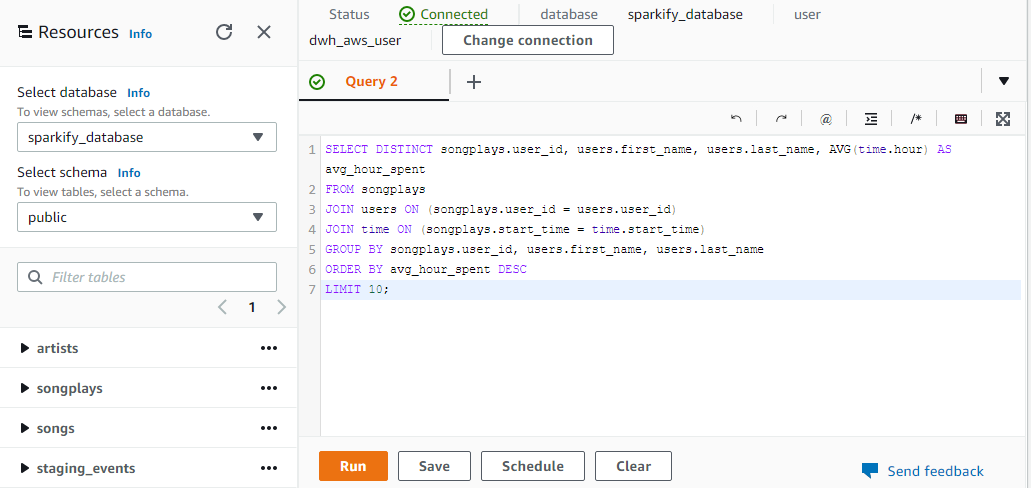 Resources Info
Select database Info
To view schemas, select a database.
sparkify_database
Select schema Info
To view tables, select a schema.
public
Filter tables
1
artists
songplays
songs
staging_events
Status Connected database sparkify_database user
dwh_aws_user Change connection
Query 2
@ /*
1 SELECT DISTINCT songplays.user_id, users.first_name, users.last_name, AVG(time.hour) AS
avg_hour_spent
2 FROM songplays
3 JOIN users ON (songplays.user_id = users.user_id)
4 JOIN time ON (songplays.start_time = time.start_time)
5 GROUP BY songplays.user_id, users.first_name, users.last_name
6 ORDER BY avg_hour_spent DESC
7 LIMIT 10;
Run Save Schedule Clear
Send feedback